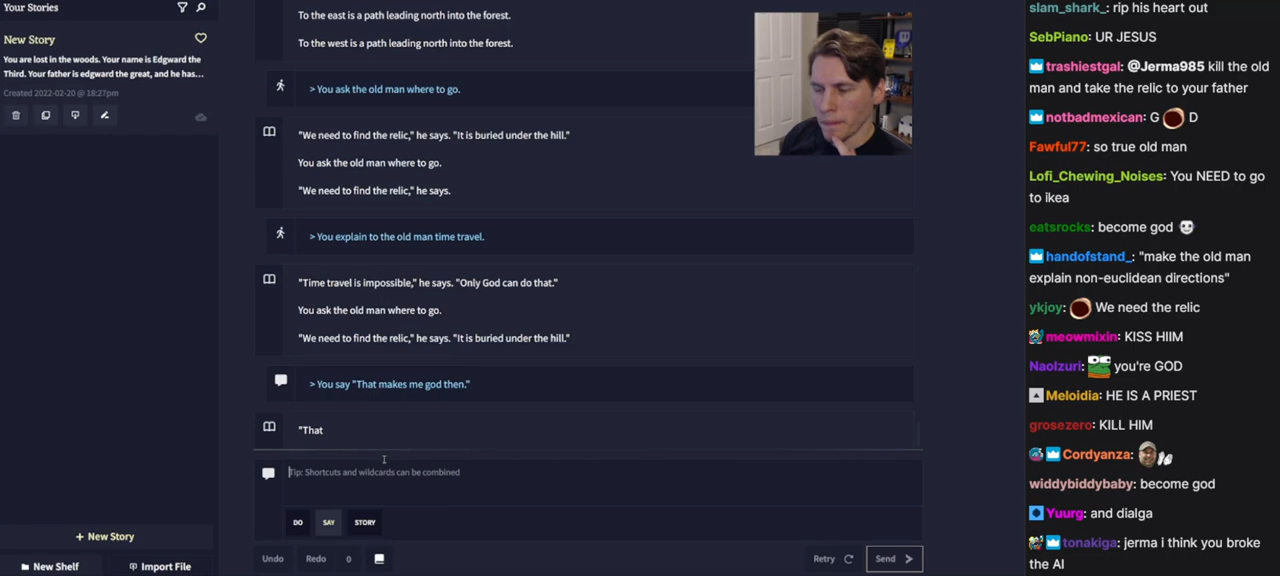 Your Stories
New Story
You are lost in the woods. Your name is Edgward the
Third. Your father is edgward the great, and he has...
Created 2022-02-20 @ 18:27pm
+ New Story
New Shelf
Import File
To the east is a path leading north into the forest.
To the west is a path leading north into the forest.
> You ask the old man where to go.
"We need to find the relic," he says. "It is buried under the hill."
You ask the old man where to go.
"We need to find the relic," he says.
> You explain to the old man time travel.
"Time travel is impossible," he says. "Only God can do that."
You ask the old man where to go.
"We need to find the relic," he says. "It is buried under the hill."
> You say "That makes me god then."
"That
Tip: Shortcuts and wildcards can be combined
DO SAY STORY
Undo Redo 0 Retry Send
slam_shark_: rip his heart out
SebPiano: UR JESUS
trashiestgal: @Jerma985 kill the old
man and take the relic to your father
notbadmexican: G D
Fawful77: so true old man
Lofi_Chewing_Noises: You NEED to go
to ikea
eatsrocks: become god
handofstand_: "make the old man
explain non-euclidean directions"
ykjoy: We need the relic
meowmixin: KISS HIIM
Naolzuri: you're GOD
Meloidia: HE IS A PRIEST
grosezero: KILL HIM
Cordyanza:
widdybiddybaby: become god
Yuurg: and dialga
tonakiga: jerma i think you broke
the AI